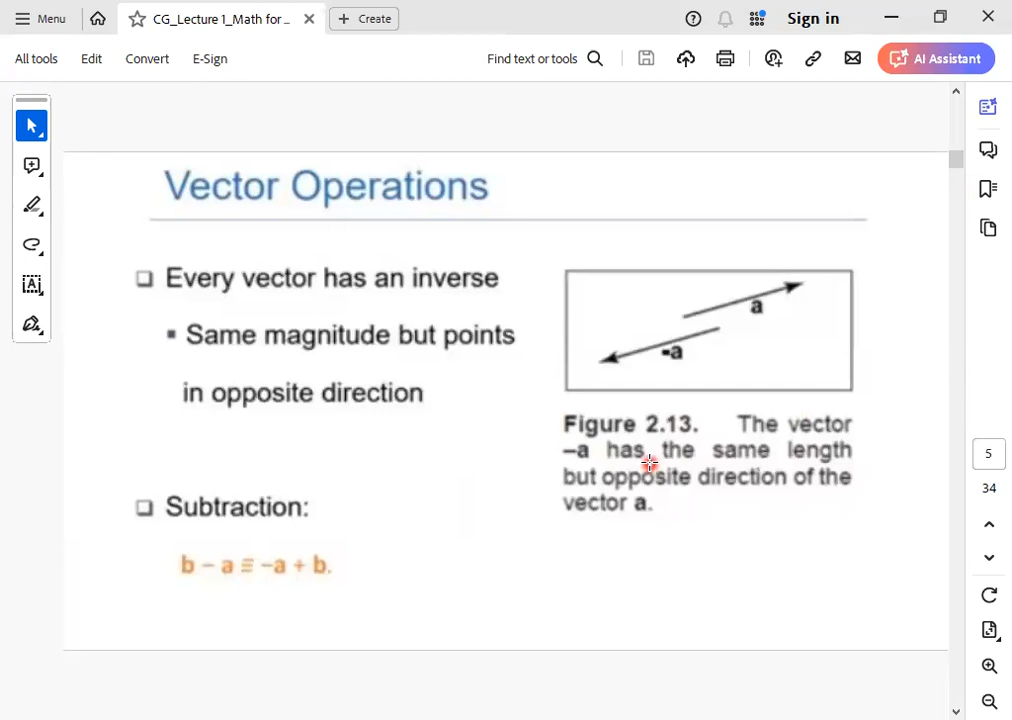 Menu
CG_Lecture 1_Math for ...
Create
Sign in
All tools
Edit
Convert
E-Sign
Find text or tools
AI Assistant
Vector Operations
Every vector has an inverse
Same magnitude but points
in opposite direction
Subtraction:
b – a ≡ –a + b.
a
-a
Figure 2.13. The vector
–a has the same length
but opposite direction of the
vector a.
5
34